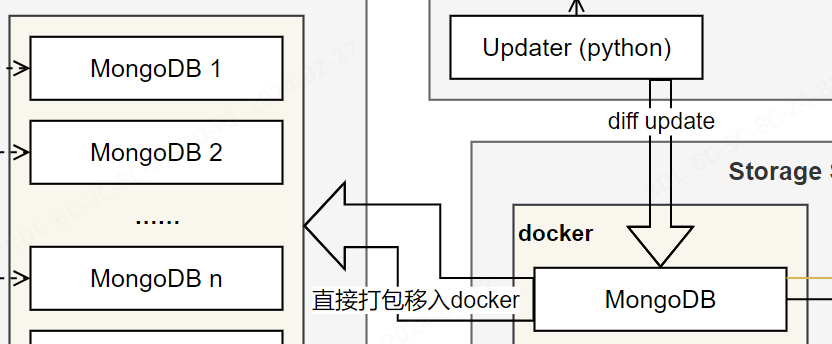 MongoDB 1
MongoDB 2
......
MongoDB n
Updater (python)
diff update
Storage
docker
MongoDB
直接打包移入docker